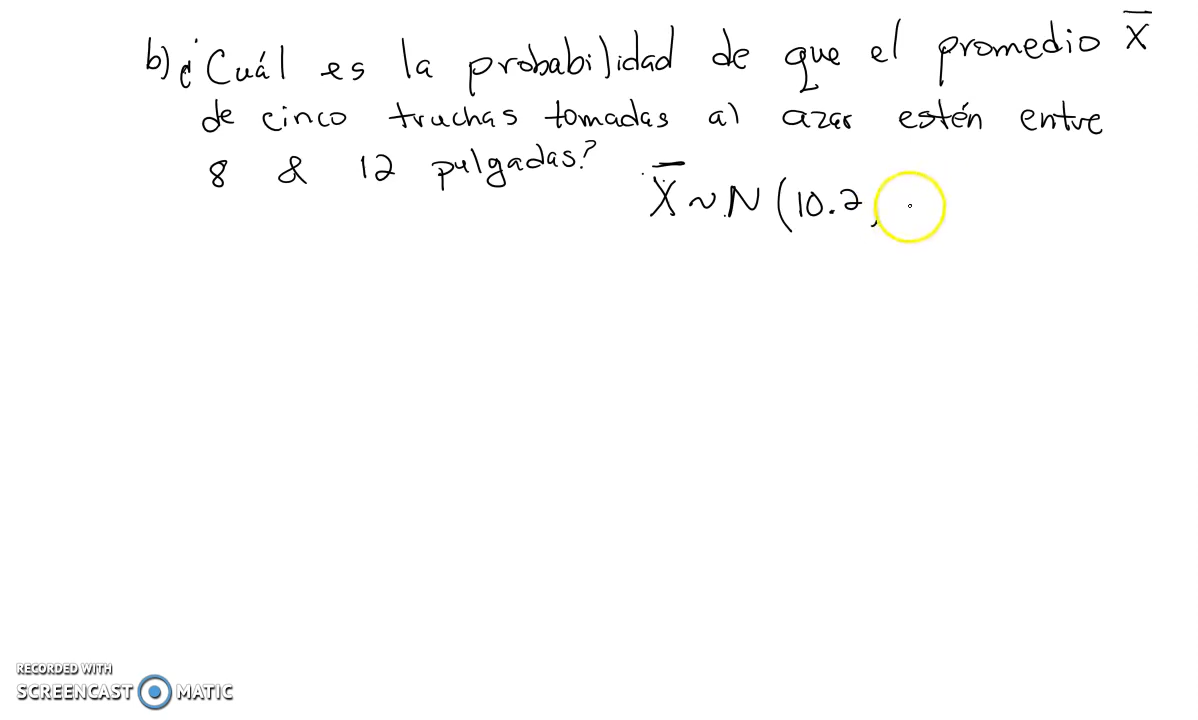 b) ¿Cuál es la probabilidad de que el promedio X̅
de cinco truchas tomadas al azar estén entre
8 & 12 pulgadas?
X̅ ~ N (10.2,
RECORDED WITH
SCREENCAST MATIC